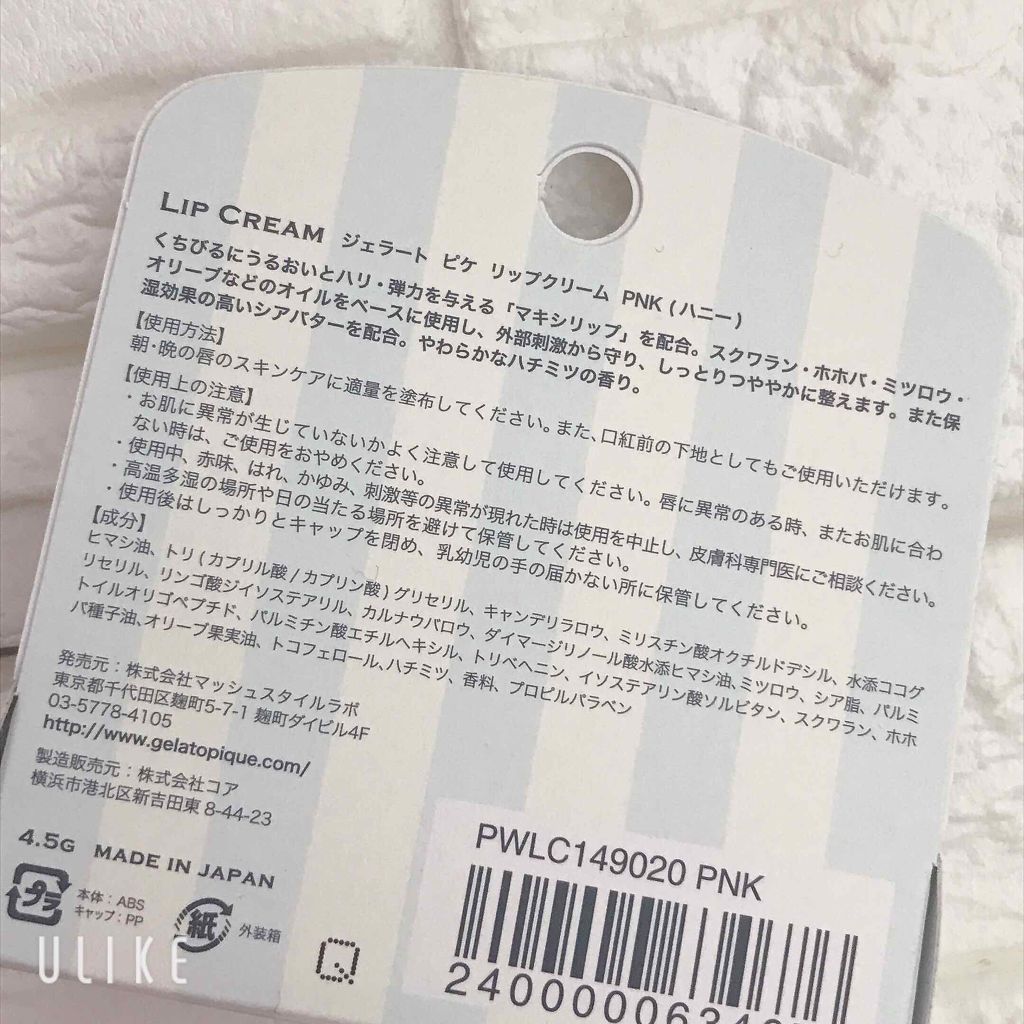 LIP CREAM ジェラート ピケ リップクリーム PNK (ハニー)
くちびるにうるおいとハリ・弾力を与える「マキシリップ」を配合。スクワラン・ホホバ・ミツロウ・
オリーブなどのオイルをベースに使用し、外部刺激から守り、しっとりつややかに整えます。また保
湿効果の高いシアバターを配合。やわらかなハチミツの香り。
【使用方法】
朝・晩の唇のスキンケアに適量を塗布してください。また、口紅前の下地としてもご使用いただけます。
【使用上の注意】
・お肌に異常が生じていないかよく注意して使用してください。唇に異常のある時、またお肌に合わ
ない時は、ご使用をおやめください。
・使用中、赤味、はれ、かゆみ、刺激等の異常が現れた時は使用を中止し、皮膚科専門医にご相談ください。
・高温多湿の場所や日の当たる場所を避けて保管してください。
・使用後はしっかりとキャップを閉め、乳幼児の手の届かない所に保管してください。
【成分】
ヒマシ油、トリ(カプリル酸/カプリン酸)グリセリル、キャンデリラロウ、ミリスチン酸オクチルドデシル、水添ココグ
リセリル、リンゴ酸ジイソステアリル、カルナウバロウ、ダイマージリノール酸水添ヒマシ油、ミツロウ、シア脂、パルミ
トイルオリゴペプチド、パルミチン酸エチルヘキシル、トリベヘニン、イソステアリン酸ソルビタン、スクワラン、ホホ
バ種子油、オリーブ果実油、トコフェロール、ハチミツ、香料、プロピルパラベン
発売元:株式会社マッシュスタイルラボ
東京都千代田区麹町5-7-1 麹町ダイビル4F
03-5778-4105
http://www.gelatopique.com/
製造販売元:株式会社コア
横浜市港北区新吉田東 8-44-23
4.5G MADE IN JAPAN
プラ 本体:ABS
キャップ:PP
紙 外装箱
PWLC149020 PNK
ULIKE